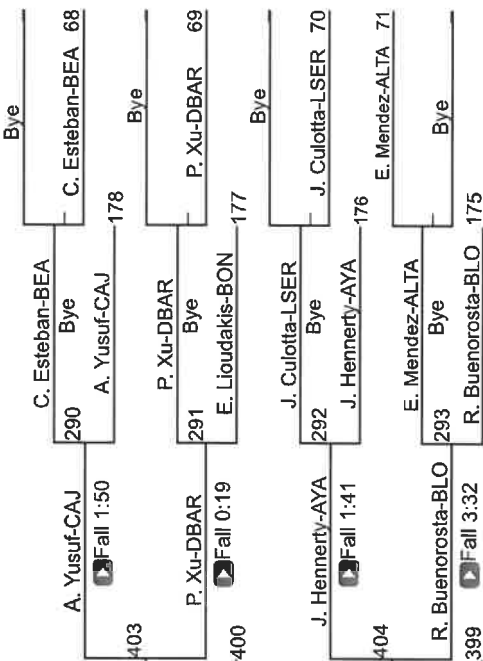 Bye
C. Esteban-BEA 68
C. Esteban-BEA
Bye
290
A. Yusuf-CAJ
178
A. Yusuf-CAJ
Fall 1:50
403
Bye
P. Xu-DBAR 69
P. Xu-DBAR
Bye
291
E. Lioudakis-BON
177
P. Xu-DBAR
Fall 0:19
400
Bye
J. Culotta-LSER 70
J. Culotta-LSER
Bye
292
J. Hennerty-AYA
176
J. Hennerty-AYA
Fall 1:41
404
E. Mendez-ALTA 71
Bye
E. Mendez-ALTA
Bye
293
R. Buenorosta-BLO
175
R. Buenorosta-BLO
Fall 3:32
399